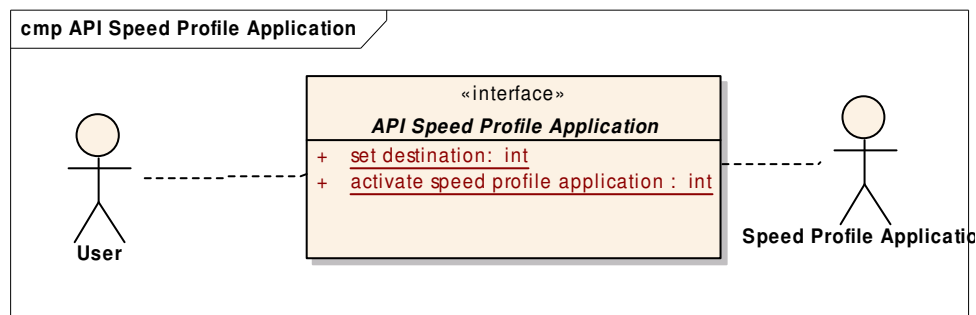 cmp API Speed Profile Application
«interface»
API Speed Profile Application
+ set destination: int
+ activate speed profile application : int
User
Speed Profile Applicatio